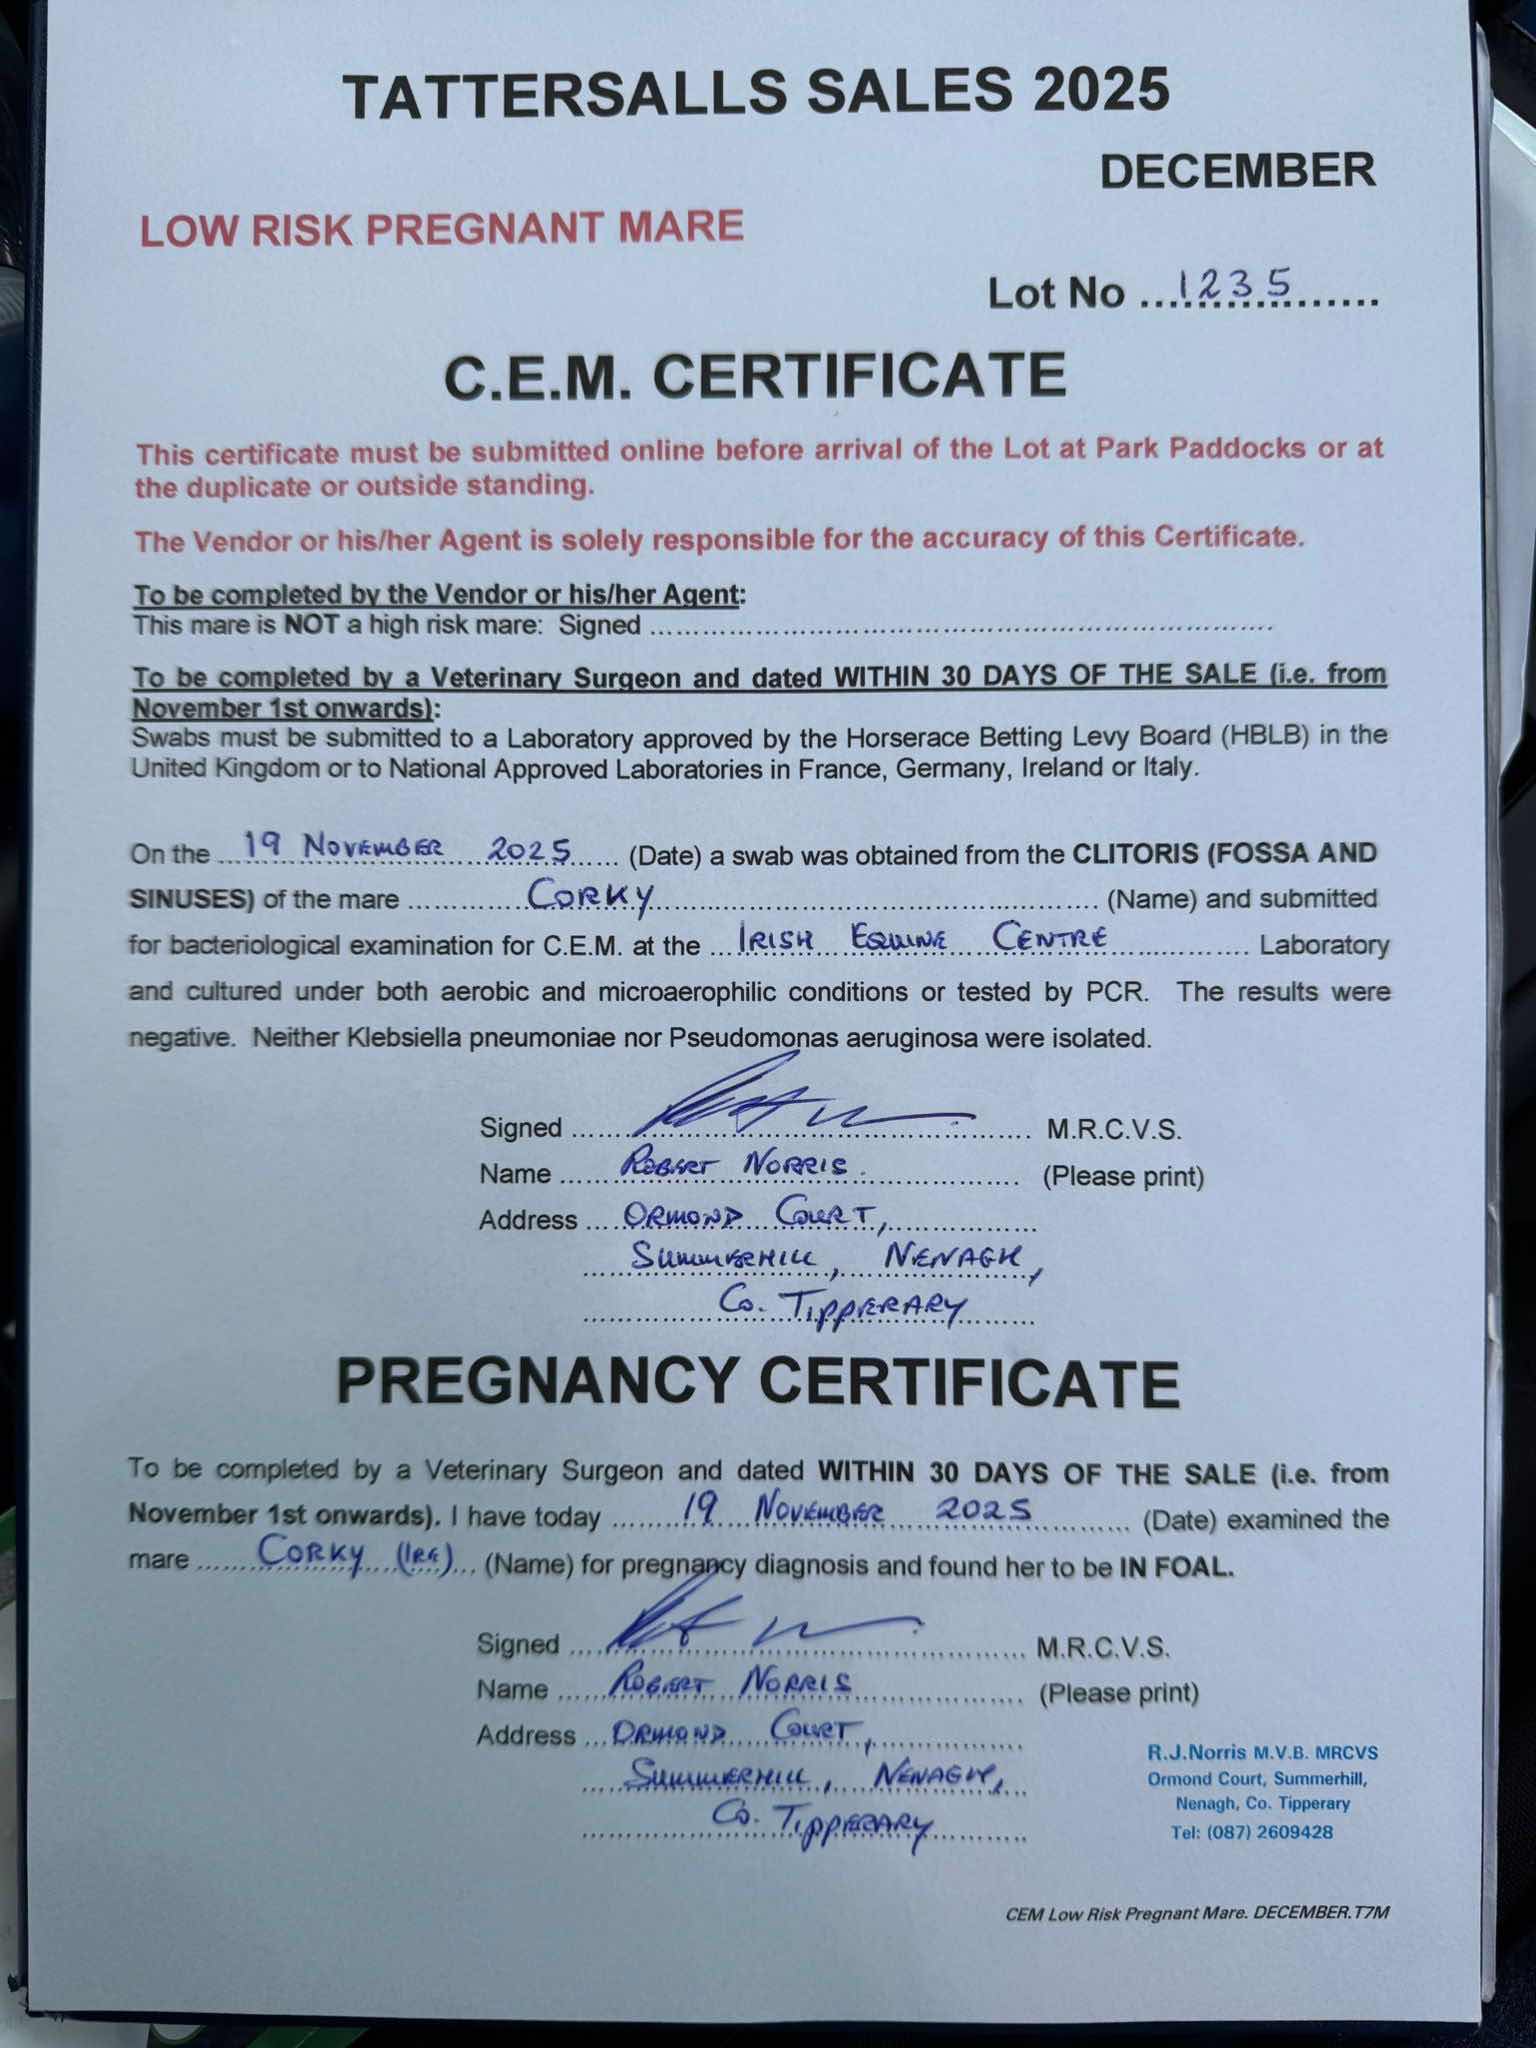 TATTERSALLS SALES 2025
DECEMBER
LOW RISK PREGNANT MARE
Lot No ...1235...
C.E.M. CERTIFICATE
This certificate must be submitted online before arrival of the Lot at Park Paddocks or at
the duplicate or outside standing.
The Vendor or his/her Agent is solely responsible for the accuracy of this Certificate.
To be completed by the Vendor or his/her Agent:
This mare is NOT a high risk mare: Signed ..........
To be completed by a Veterinary Surgeon and dated WITHIN 30 DAYS OF THE SALE (i.e. from
November 1st onwards):
Swabs must be submitted to a Laboratory approved by the Horserace Betting Levy Board (HBLB) in the
United Kingdom or to National Approved Laboratories in France, Germany, Ireland or Italy.
On the ...19 NOVEMBER 2025... (Date) a swab was obtained from the CLITORIS (FOSSA AND
SINUSES) of the mare ...CORKY... (Name) and submitted
for bacteriological examination for C.E.M. at the ...IRISH EQUINE CENTRE... Laboratory
and cultured under both aerobic and microaerophilic conditions or tested by PCR. The results were
negative. Neither Klebsiella pneumoniae nor Pseudomonas aeruginosa were isolated.
Signed ... M.R.C.V.S.
Name ...ROBERT NORRIS... (Please print)
Address ...ORMOND COURT,...
SUMMERHILL, NENAGH,
CO. TIPPERARY
PREGNANCY CERTIFICATE
To be completed by a Veterinary Surgeon and dated WITHIN 30 DAYS OF THE SALE (i.e. from
November 1st onwards). I have today ...19 NOVEMBER 2025... (Date) examined the
mare ...CORKY (IRE)... (Name) for pregnancy diagnosis and found her to be IN FOAL.
Signed ... M.R.C.V.S.
Name ...ROBERT NORRIS... (Please print)
Address ...ORMOND COURT,...
SUMMERHILL, NENAGH,
CO. TIPPERARY
R.J.Norris M.V.B. MRCVS
Ormond Court, Summerhill,
Nenagh, Co. Tipperary
Tel: (087) 2609428
CEM Low Risk Pregnant Mare. DECEMBER.T7M